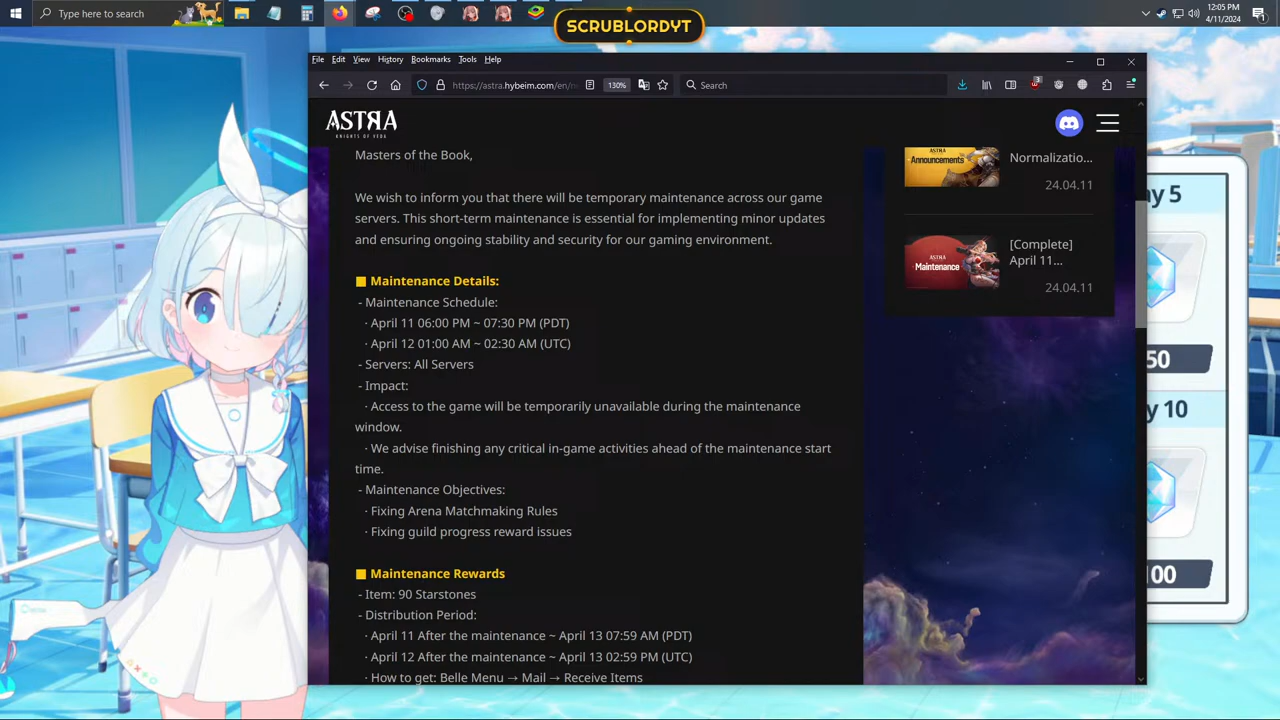 Type here to search
12:05 PM
4/11/2024
SCRUBLORDYT
File Edit View History Bookmarks Tools Help
https://astra.hybeim.com/en/n
130%
Search
3
ASTRA
KNIGHTS OF VEDA
Masters of the Book,
We wish to inform you that there will be temporary maintenance across our game
servers. This short-term maintenance is essential for implementing minor updates
and ensuring ongoing stability and security for our gaming environment.
■ Maintenance Details:
- Maintenance Schedule:
· April 11 06:00 PM ~ 07:30 PM (PDT)
· April 12 01:00 AM ~ 02:30 AM (UTC)
- Servers: All Servers
- Impact:
· Access to the game will be temporarily unavailable during the maintenance
window.
· We advise finishing any critical in-game activities ahead of the maintenance start
time.
- Maintenance Objectives:
· Fixing Arena Matchmaking Rules
· Fixing guild progress reward issues
■ Maintenance Rewards
- Item: 90 Starstones
- Distribution Period:
· April 11 After the maintenance ~ April 13 07:59 AM (PDT)
· April 12 After the maintenance ~ April 13 02:59 PM (UTC)
· How to get: Belle Menu → Mail → Receive Items
ASTRA
Announcements
Normalizatio...
24.04.11
ASTRA
Maintenance
[Complete]
April 11...
24.04.11
y 5
50
y 10
100